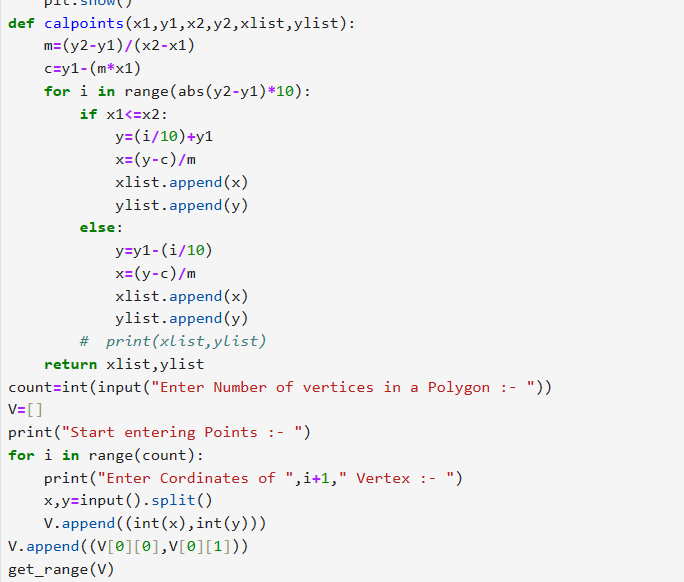 plt.show()
def calpoints(x1,y1,x2,y2,xlist,ylist):
    m=(y2-y1)/(x2-x1)
    c=y1-(m*x1)
    for i in range(abs(y2-y1)*10):
        if x1<=x2:
            y=(i/10)+y1
            x=(y-c)/m
            xlist.append(x)
            ylist.append(y)
        else:
            y=y1-(i/10)
            x=(y-c)/m
            xlist.append(x)
            ylist.append(y)
        #  print(xlist,ylist)
    return xlist,ylist
count=int(input("Enter Number of vertices in a Polygon :- "))
V=[]
print("Start entering Points :- ")
for i in range(count):
    print("Enter Cordinates of ",i+1," Vertex :- ")
    x,y=input().split()
    V.append((int(x),int(y)))
V.append((V[0][0],V[0][1]))
get_range(V)